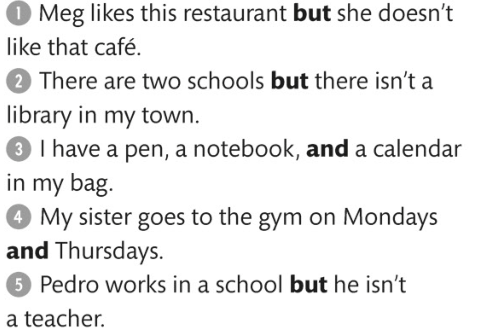 1 Meg likes this restaurant but she doesn't
like that café.
2 There are two schools but there isn't a
library in my town.
3 I have a pen, a notebook, and a calendar
in my bag.
4 My sister goes to the gym on Mondays
and Thursdays.
5 Pedro works in a school but he isn't
a teacher.